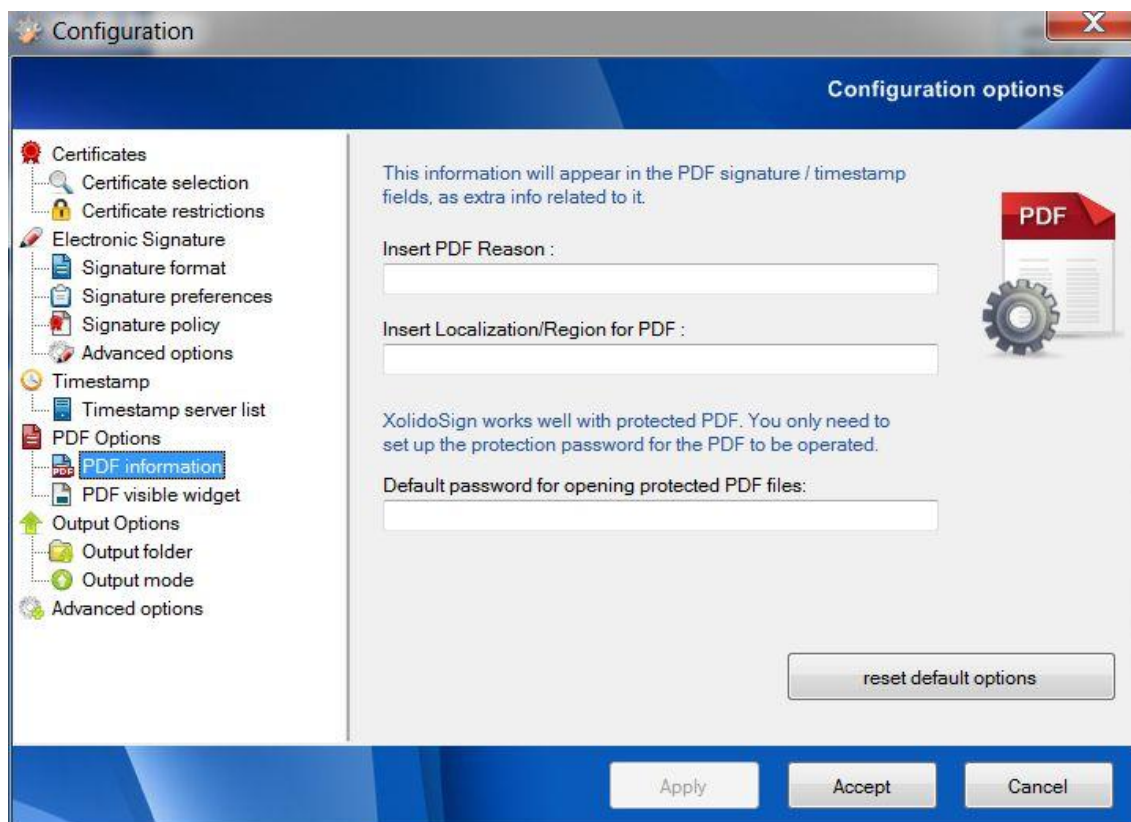 Configuration
X
Configuration options
Certificates
Certificate selection
Certificate restrictions
Electronic Signature
Signature format
Signature preferences
Signature policy
Advanced options
Timestamp
Timestamp server list
PDF Options
PDF information
PDF visible widget
Output Options
Output folder
Output mode
Advanced options
This information will appear in the PDF signature / timestamp
fields, as extra info related to it.
PDF
Insert PDF Reason :
Insert Localization/Region for PDF :
XolidoSign works well with protected PDF. You only need to
set up the protection password for the PDF to be operated.
Default password for opening protected PDF files:
reset default options
Apply
Accept
Cancel